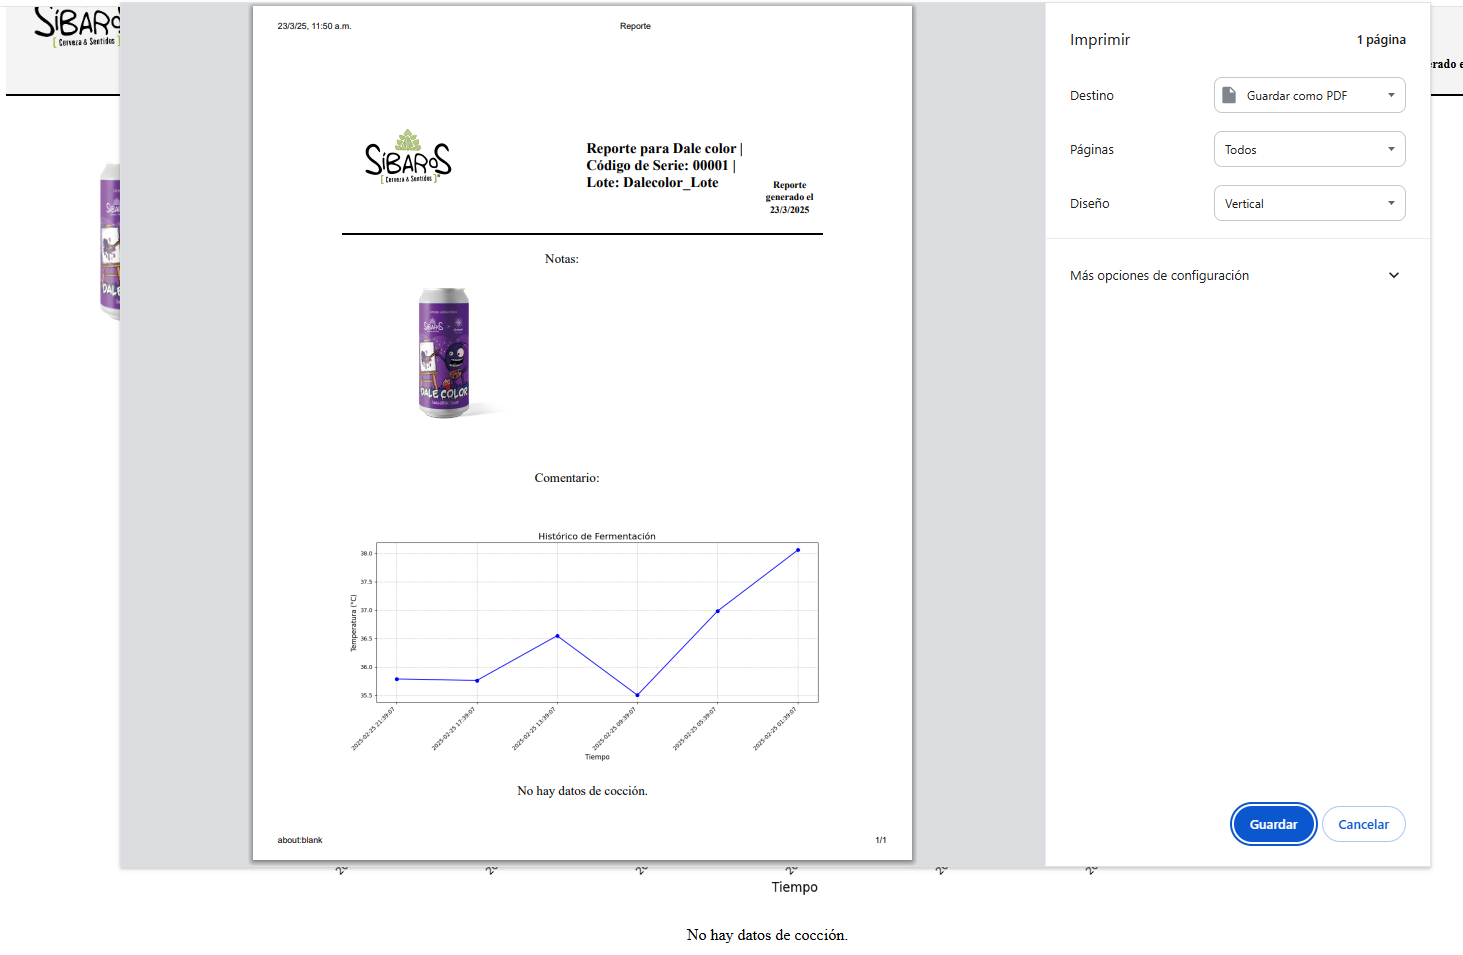 SÍBAROS
[ Cerveza & Sentidos ]
rado e
23/3/25, 11:50 a.m.
Reporte
SÍBAROS
[ Cerveza & Sentidos ]
Reporte para Dale color |
Código de Serie: 00001 |
Lote: Dalecolor_Lote
Reporte
generado el
23/3/2025
Notas:
SÍBAROS
DALE COLOR
Comentario:
Histórico de Fermentación
Temperatura (°C)
38.0
37.5
37.0
36.5
36.0
35.5
2025-02-25 21:39:07
2025-02-25 17:39:07
2025-02-25 13:39:07
2025-02-25 09:39:07
2025-02-25 05:39:07
2025-02-25 01:39:07
Tiempo
No hay datos de cocción.
about:blank
1/1
Imprimir
1 página
Destino
Guardar como PDF
Páginas
Todos
Diseño
Vertical
Más opciones de configuración
Guardar
Cancelar
Tiempo
No hay datos de cocción.